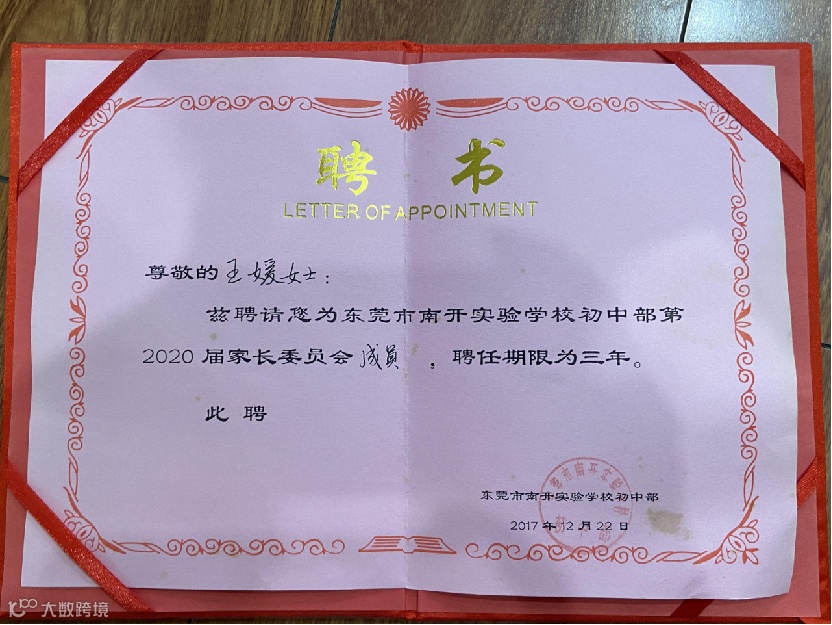 聘 书
LETTER OF APPOINTMENT
尊敬的王媛女士：
兹聘请您为东莞市南开实验学校初中部第
2020届家长委员会成员，聘任期限为三年。
此 聘
东莞市南开实验学校初中部
2017年12月22日
大数跨境